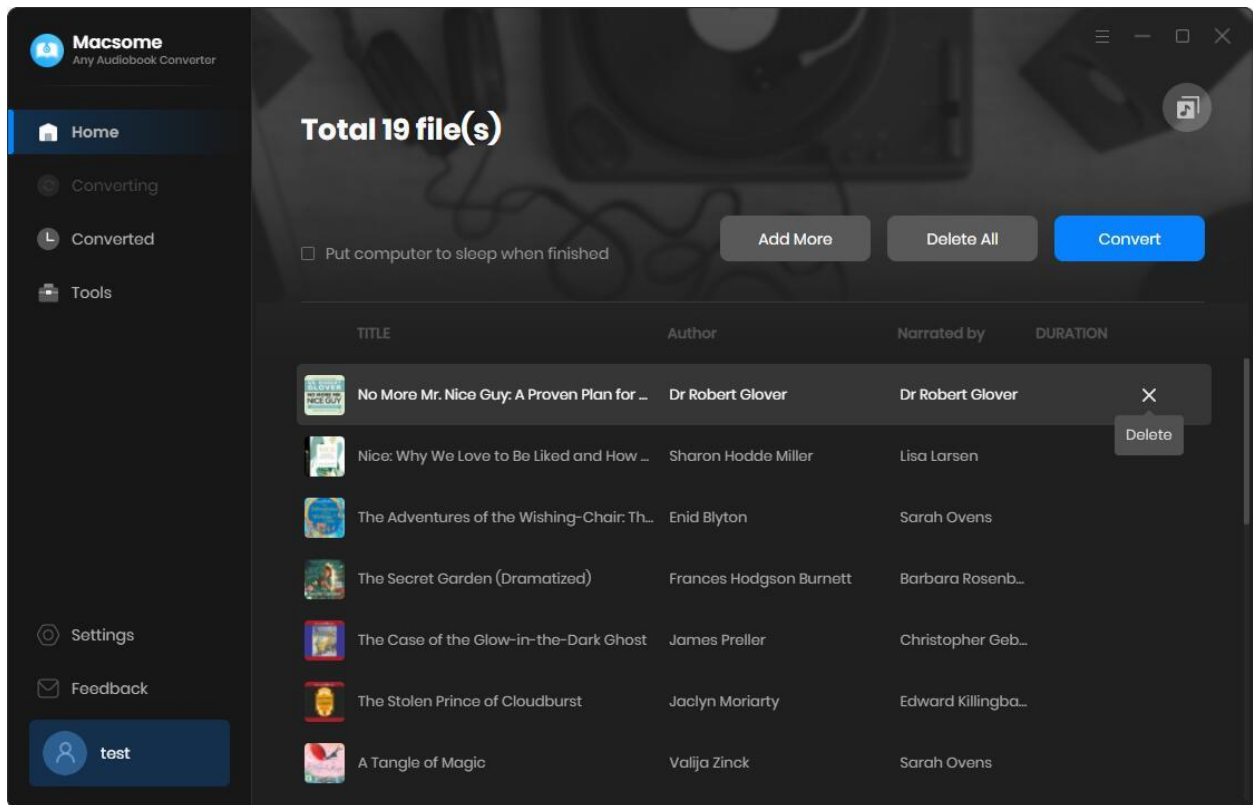 Macsome
Any Audiobook Converter
Home
Converting
Converted
Tools
Settings
Feedback
test
Total 19 file(s)
Put computer to sleep when finished
Add More
Delete All
Convert
TITLE Author Narrated by DURATION
No More Mr. Nice Guy: A Proven Plan for ... Dr Robert Glover Dr Robert Glover
Delete
Nice: Why We Love to Be Liked and How ... Sharon Hodde Miller Lisa Larsen
The Adventures of the Wishing-Chair: Th... Enid Blyton Sarah Ovens
The Secret Garden (Dramatized) Frances Hodgson Burnett Barbara Rosenb...
The Case of the Glow-in-the-Dark Ghost James Preller Christopher Geb...
The Stolen Prince of Cloudburst Jaclyn Moriarty Edward Killingba...
A Tangle of Magic Valija Zinck Sarah Ovens